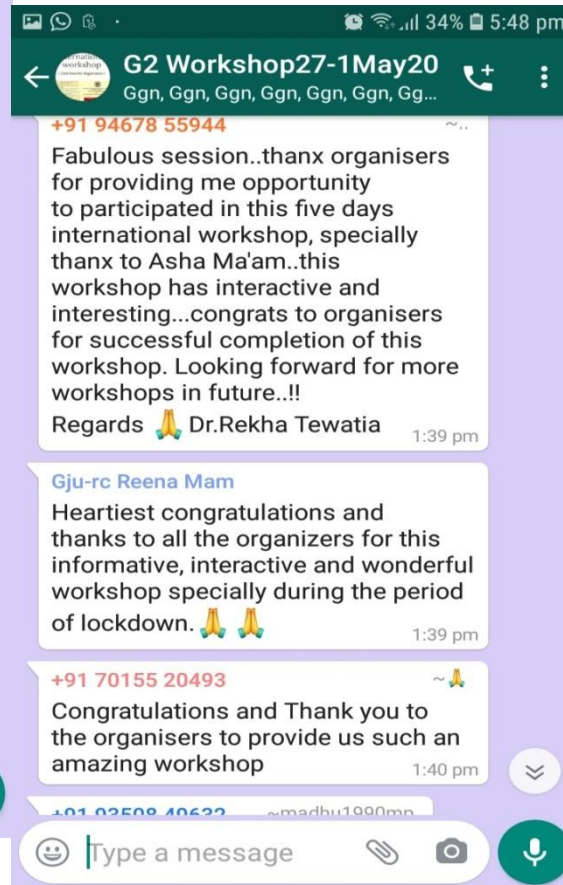 34% 5:48 pm
workshop
G2 Workshop27-1May20
Ggn, Ggn, Ggn, Ggn, Ggn, Ggn, Gg...
+91 94678 55944 ~..
Fabulous session..thanx organisers
for providing me opportunity
to participated in this five days
international workshop, specially
thanx to Asha Ma'am..this
workshop has interactive and
interesting...congrats to organisers
for successful completion of this
workshop. Looking forward for more
workshops in future..!!
Regards 🙏 Dr.Rekha Tewatia 1:39 pm
Gju-rc Reena Mam
Heartiest congratulations and
thanks to all the organizers for this
informative, interactive and wonderful
workshop specially during the period
of lockdown.🙏 🙏 1:39 pm
+91 70155 20493 ~🙏
Congratulations and Thank you to
the organisers to provide us such an
amazing workshop 1:40 pm
+91 93508 49632 ~madhu1990mp
Type a message